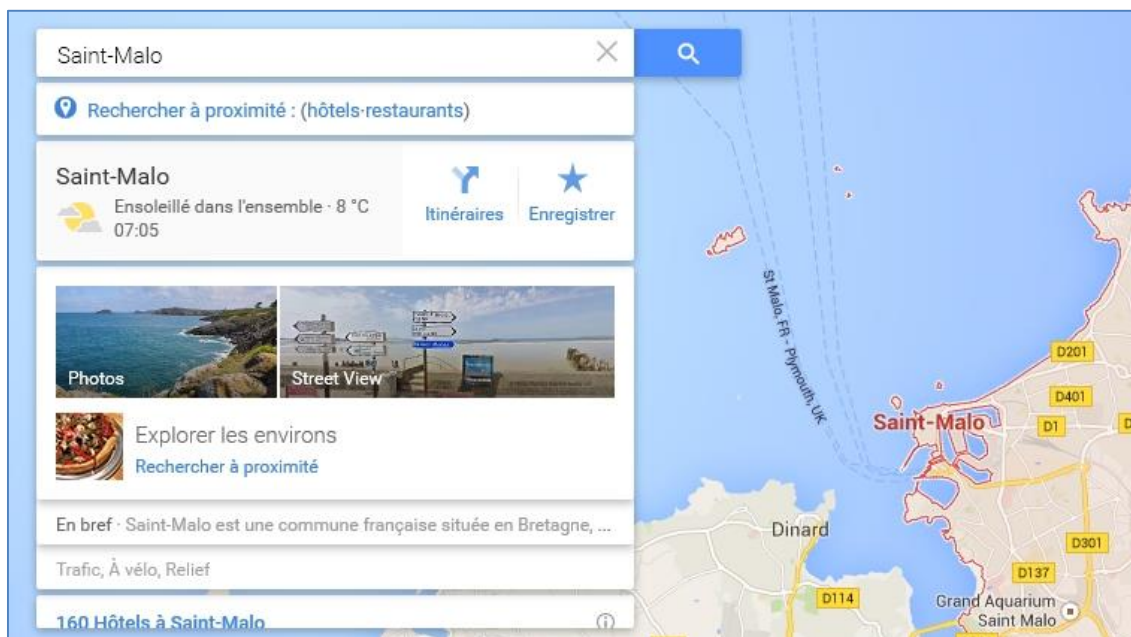 Saint-Malo
Rechercher à proximité : (hôtels·restaurants)
Saint-Malo
Ensoleillé dans l'ensemble · 8 °C
07:05
Itinéraires
Enregistrer
Photos
Street View
Explorer les environs
Rechercher à proximité
En bref · Saint-Malo est une commune française située en Bretagne, ...
Trafic, À vélo, Relief
160 Hôtels à Saint-Malo
St Malo, FR - Plymouth, UK
D201
D401
Saint-Malo
D1
D
Dinard
D301
D137
D114
Grand Aquarium
Saint Malo